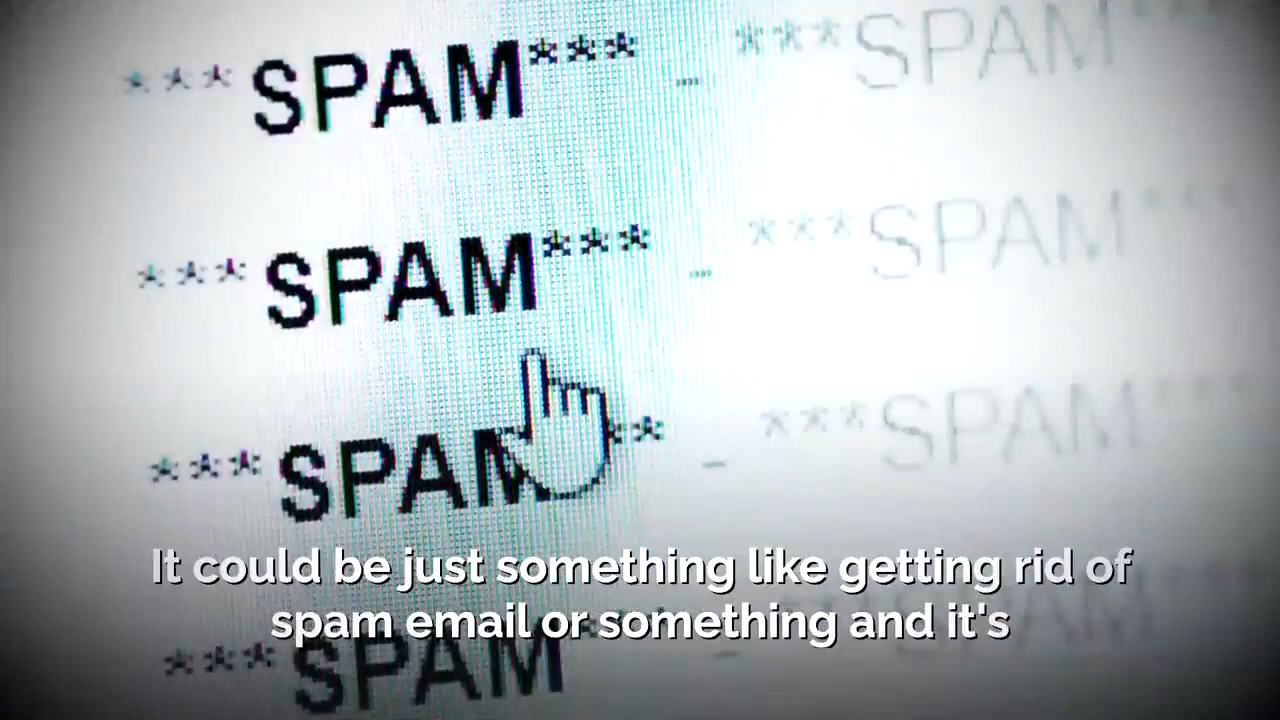 ***SPAM*** - ***SPAM***
***SPAM*** - ***SPAM***
***SPAM** - ***SPAM***
It could be just something like getting rid of
spam email or something and it's
***SPAM